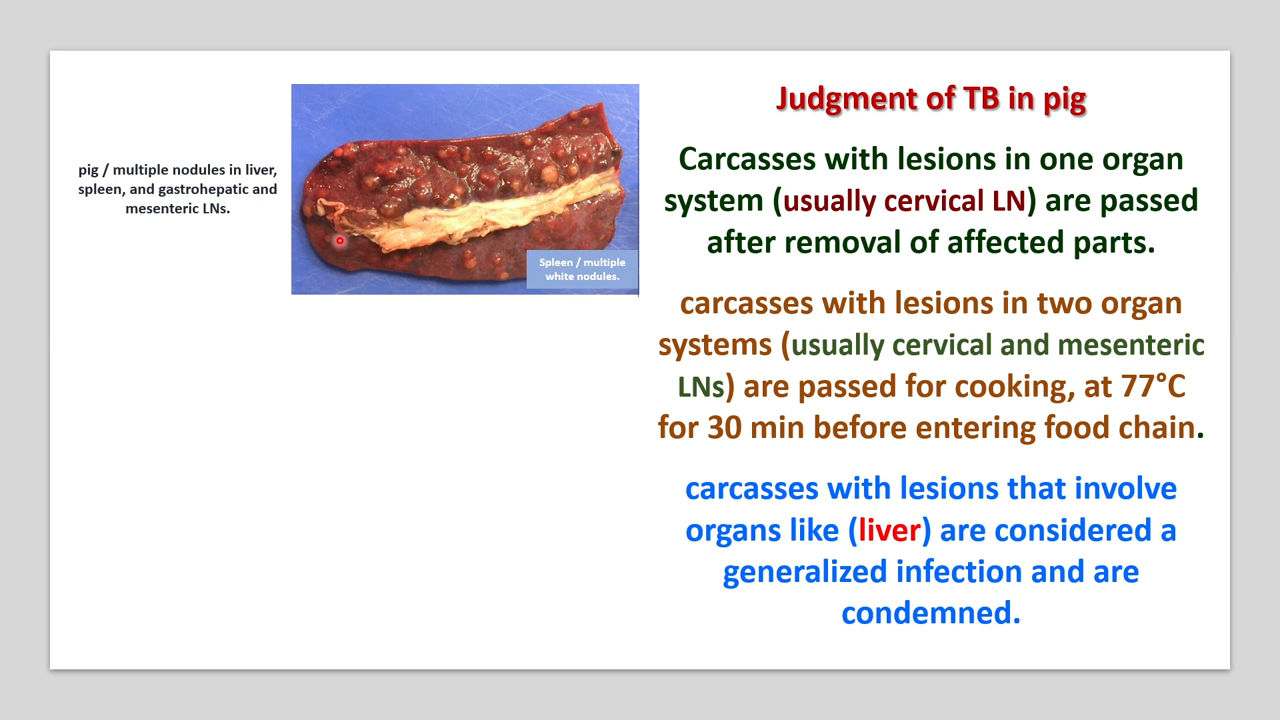 pig / multiple nodules in liver,
spleen, and gastrohepatic and
mesenteric LNs.
Spleen / multiple
white nodules.
Judgment of TB in pig
Carcasses with lesions in one organ
system (usually cervical LN) are passed
after removal of affected parts.
carcasses with lesions in two organ
systems (usually cervical and mesenteric
LNs) are passed for cooking, at 77°C
for 30 min before entering food chain.
carcasses with lesions that involve
organs like (liver) are considered a
generalized infection and are
condemned.